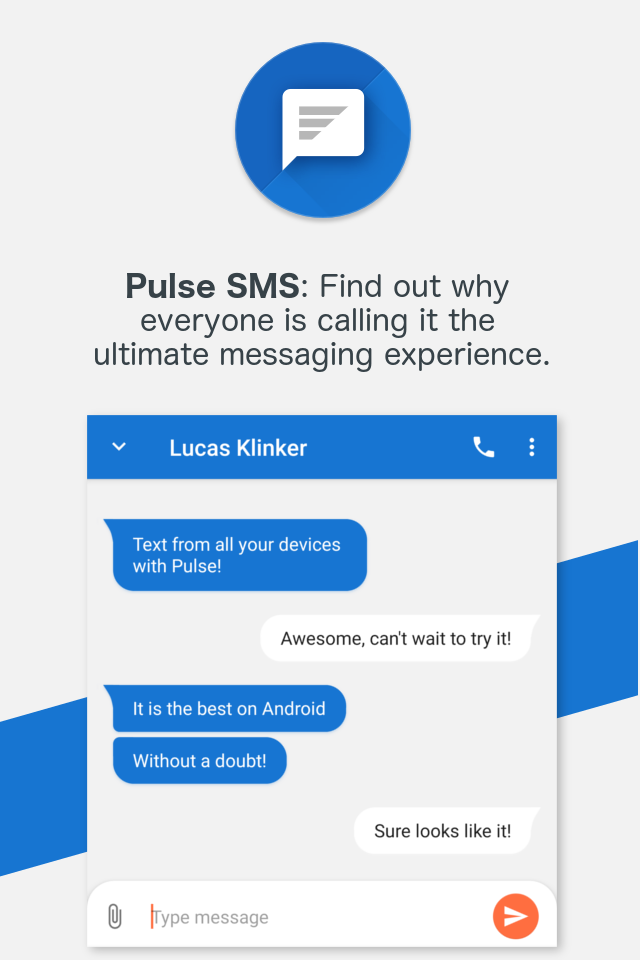 Pulse SMS: Find out why
everyone is calling it the
ultimate messaging experience.
Lucas Klinker
Text from all your devices
with Pulse!
Awesome, can't wait to try it!
It is the best on Android
Without a doubt!
Sure looks like it!
Type message